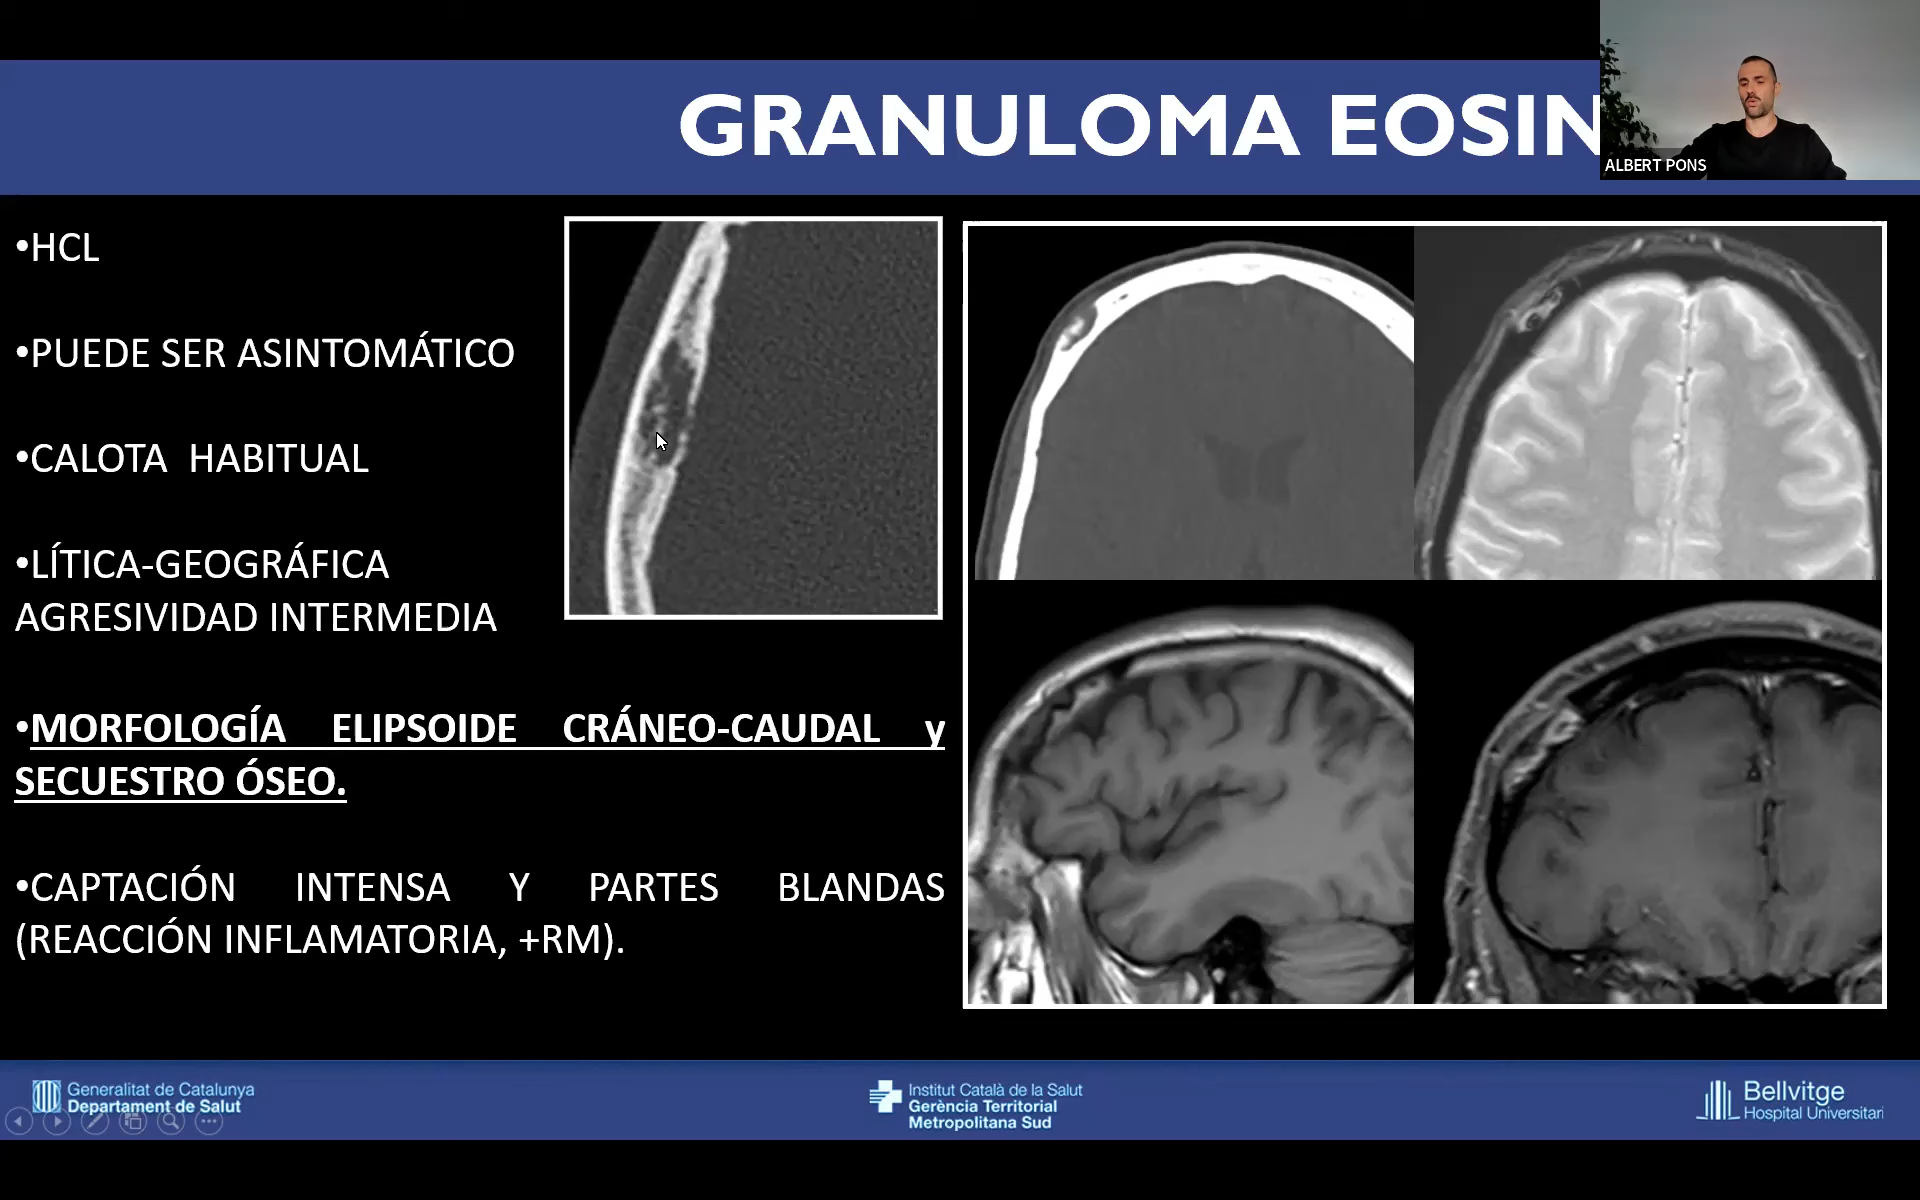 GRANULOMA EOSIN
ALBERT PONS
•HCL
•PUEDE SER ASINTOMÁTICO
•CALOTA HABITUAL
•LÍTICA-GEOGRÁFICA
AGRESIVIDAD INTERMEDIA
•MORFOLOGÍA ELIPSOIDE CRÁNEO-CAUDAL y
SECUESTRO ÓSEO.
•CAPTACIÓN INTENSA Y PARTES BLANDAS
(REACCIÓN INFLAMATORIA, +RM).
Generalitat de Catalunya
Departament de Salut
Institut Català de la Salut
Gerència Territorial
Metropolitana Sud
Bellvitge
Hospital Universitari